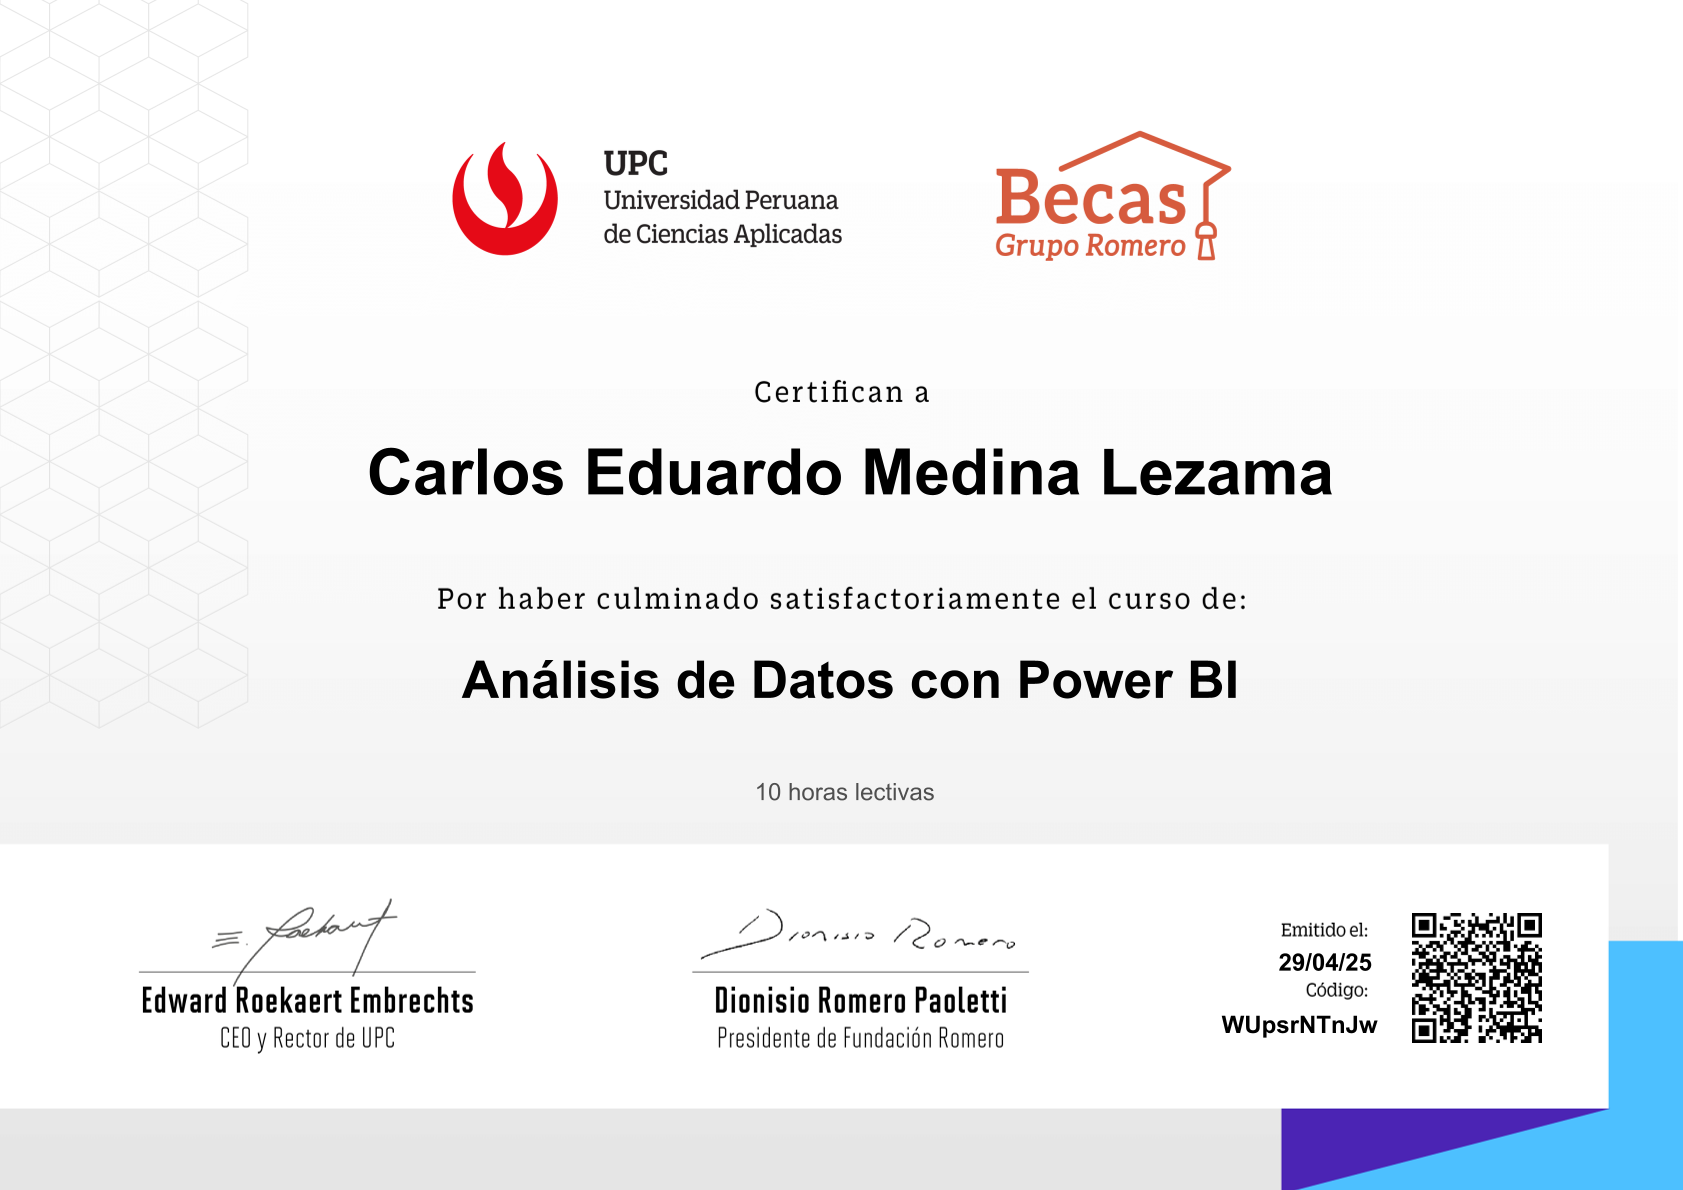 UPC
Universidad Peruana
de Ciencias Aplicadas
Becas
Grupo Romero
Certifican a
Carlos Eduardo Medina Lezama
Por haber culminado satisfactoriamente el curso de:
Análisis de Datos con Power BI
10 horas lectivas
E. Roekaert
Edward Roekaert Embrechts
CEO y Rector de UPC
Dionisio Romero
Dionisio Romero Paoletti
Presidente de Fundación Romero
Emitido el:
29/04/25
Código:
WUpsrNTnJw